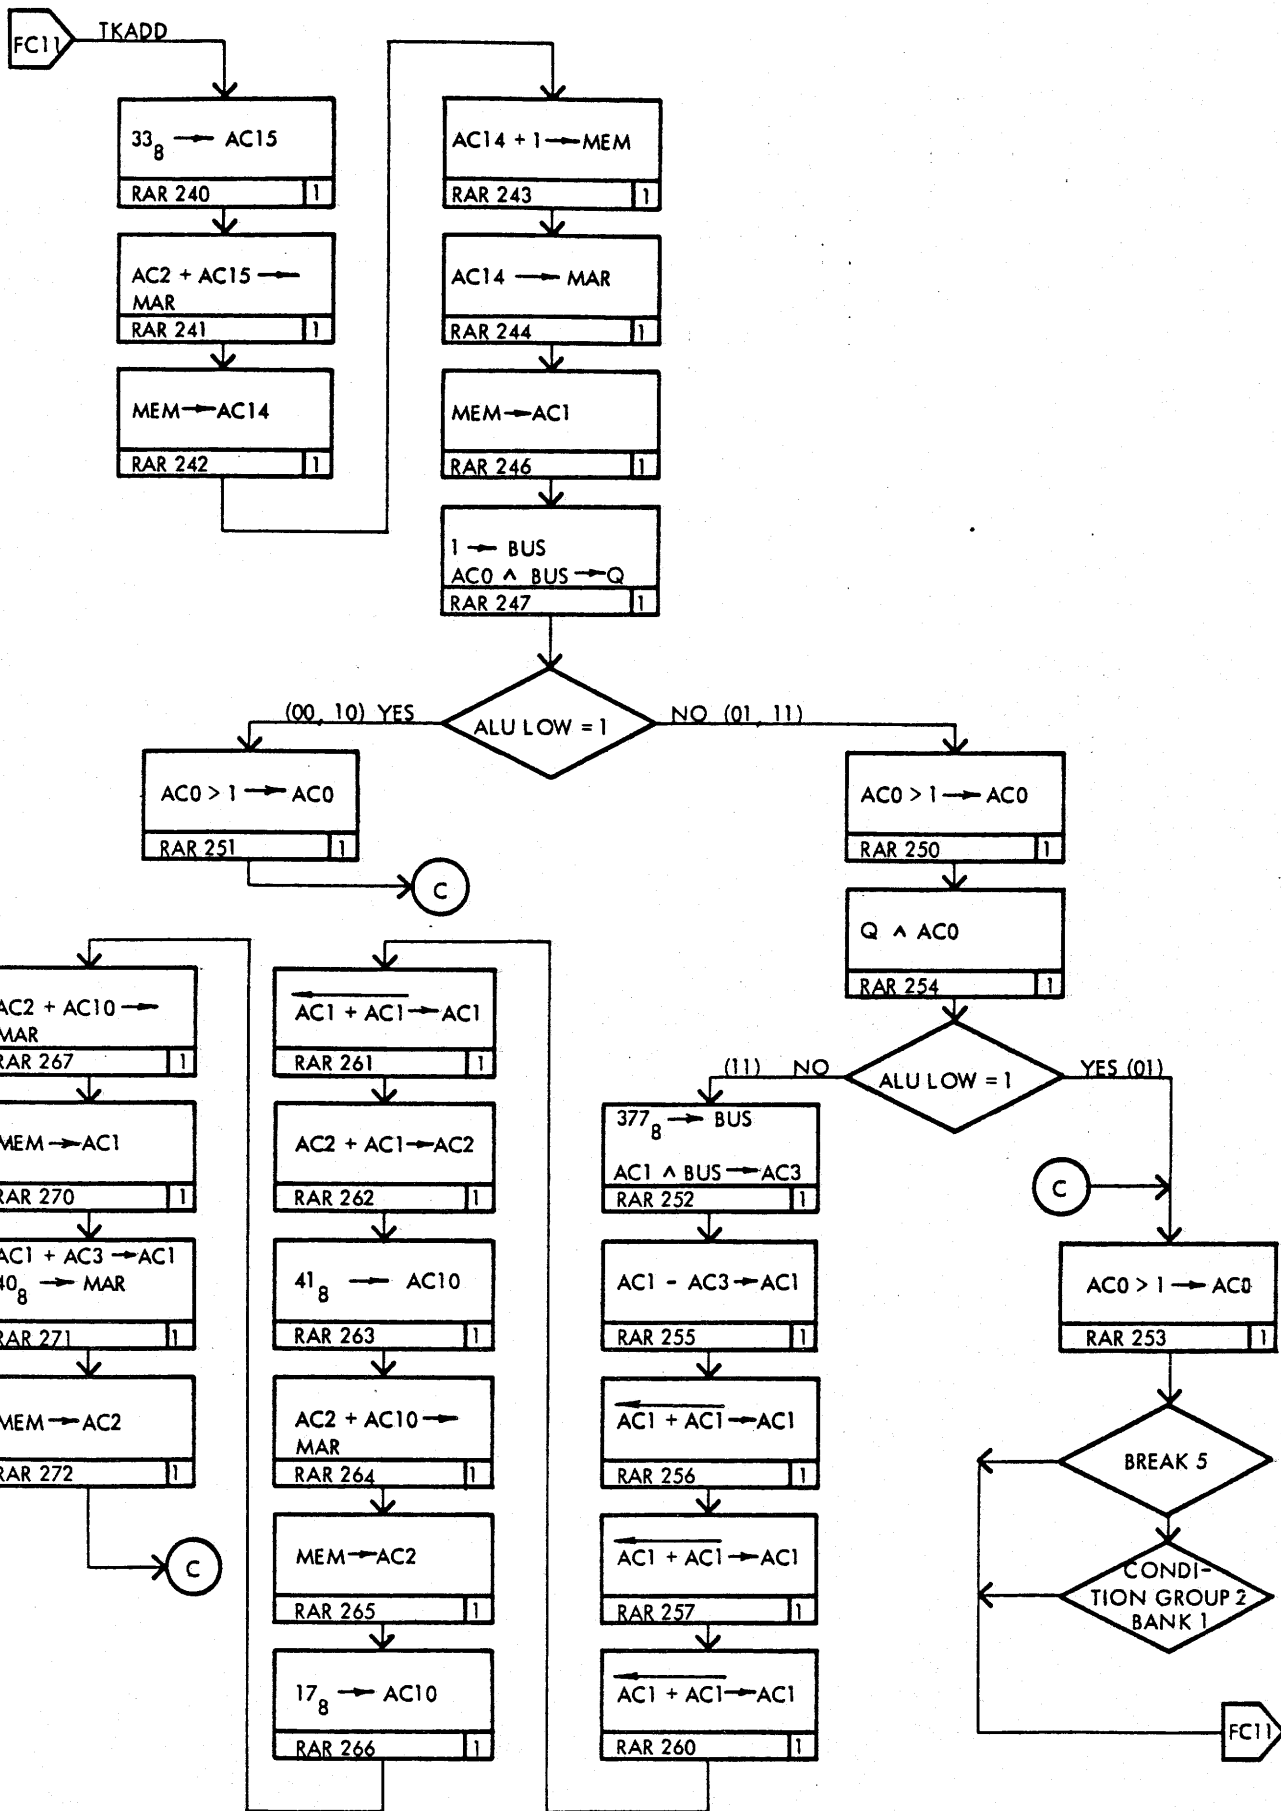 FC11
TKADD
33₈ → AC15
RAR 240 1
AC2 + AC15 →
MAR
RAR 241 1
MEM → AC14
RAR 242 1
AC14 + 1 → MEM
RAR 243 1
AC14 → MAR
RAR 244 1
MEM → AC1
RAR 246 1
1 → BUS
AC0 ∧ BUS → Q
RAR 247 1
ALU LOW = 1
(00, 10) YES
NO (01, 11)
AC0 > 1 → AC0
RAR 251 1
C
AC0 > 1 → AC0
RAR 250 1
Q ∧ AC0
RAR 254 1
ALU LOW = 1
(11) NO
YES (01)
377₈ → BUS
AC1 ∧ BUS → AC3
RAR 252 1
AC1 - AC3 → AC1
RAR 255 1
AC1 + AC1 → AC1
RAR 256 1
AC1 + AC1 → AC1
RAR 257 1
AC1 + AC1 → AC1
RAR 260 1
AC1 + AC1 → AC1
RAR 261 1
AC2 + AC1 → AC2
RAR 262 1
41₈ → AC10
RAR 263 1
AC2 + AC10 →
MAR
RAR 264 1
MEM → AC2
RAR 265 1
17₈ → AC10
RAR 266 1
AC2 + AC10 →
MAR
RAR 267 1
MEM → AC1
RAR 270 1
AC1 + AC3 → AC1
40₈ → MAR
RAR 271 1
MEM → AC2
RAR 272 1
C
C
AC0 > 1 → AC0
RAR 253 1
BREAK 5
CONDI-
TION GROUP 2
BANK 1
FC11